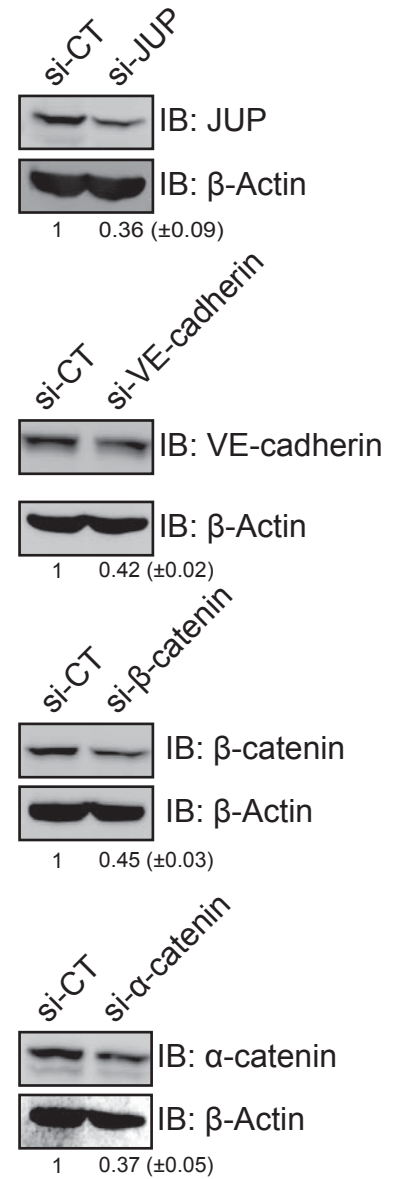 si-CT si-JUP
IB: JUP
IB: β-Actin
1 0.36 (±0.09)
si-CT si-VE-cadherin
IB: VE-cadherin
IB: β-Actin
1 0.42 (±0.02)
si-CT si-β-catenin
IB: β-catenin
IB: β-Actin
1 0.45 (±0.03)
si-CT si-α-catenin
IB: α-catenin
IB: β-Actin
1 0.37 (±0.05)